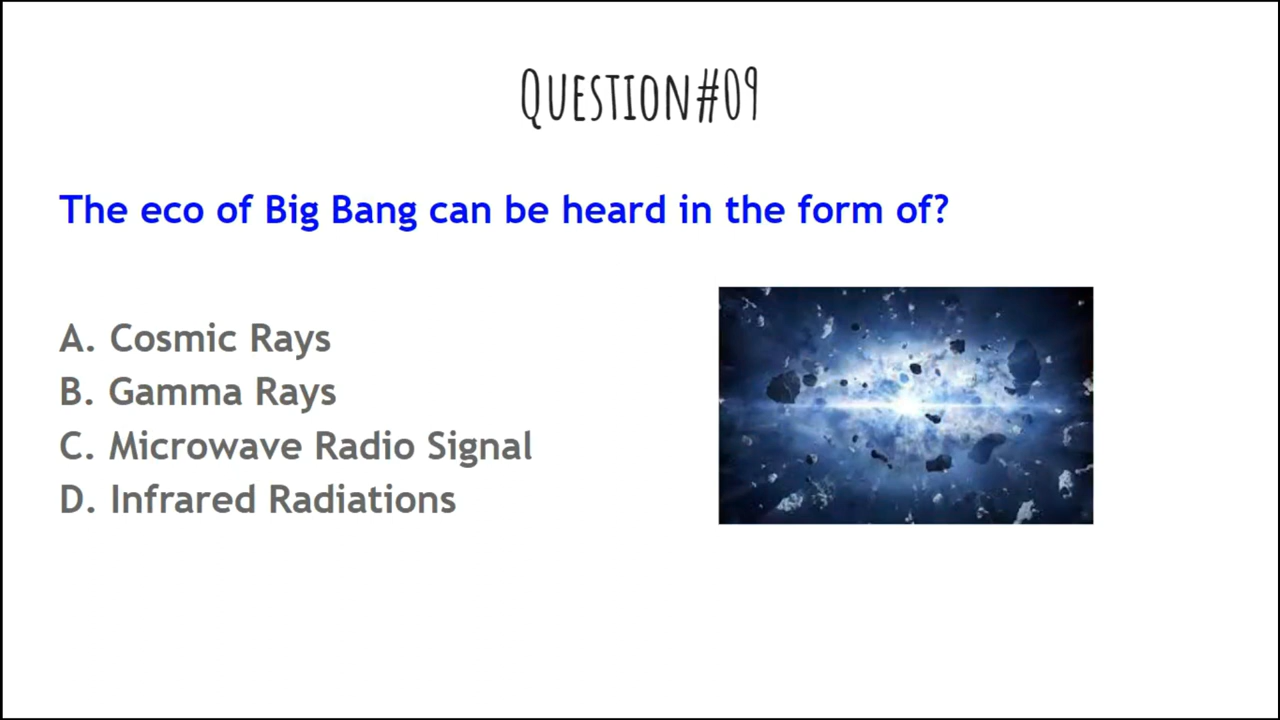 Question#09
The eco of Big Bang can be heard in the form of?
A. Cosmic Rays
B. Gamma Rays
C. Microwave Radio Signal
D. Infrared Radiations